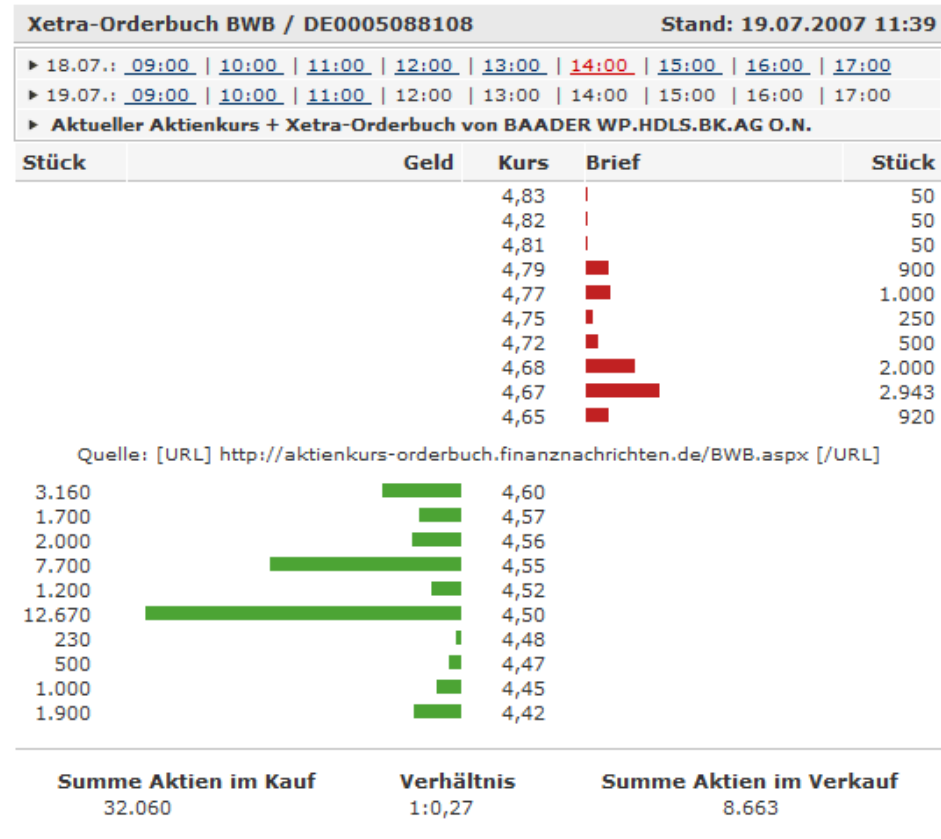 Xetra-Orderbuch BWB / DE0005088108 Stand: 19.07.2007 11:39
▸ 18.07.: 09:00 | 10:00 | 11:00 | 12:00 | 13:00 | 14:00 | 15:00 | 16:00 | 17:00
▸ 19.07.: 09:00 | 10:00 | 11:00 | 12:00 | 13:00 | 14:00 | 15:00 | 16:00 | 17:00
▸ Aktueller Aktienkurs + Xetra-Orderbuch von BAADER WP.HDLS.BK.AG O.N.
Stück Geld Kurs Brief Stück
4,83 50
4,82 50
4,81 50
4,79 900
4,77 1.000
4,75 250
4,72 500
4,68 2.000
4,67 2.943
4,65 920
Quelle: [URL] http://aktienkurs-orderbuch.finanznachrichten.de/BWB.aspx [/URL]
3.160 4,60
1.700 4,57
2.000 4,56
7.700 4,55
1.200 4,52
12.670 4,50
230 4,48
500 4,47
1.000 4,45
1.900 4,42
Summe Aktien im Kauf Verhältnis Summe Aktien im Verkauf
32.060 1:0,27 8.663